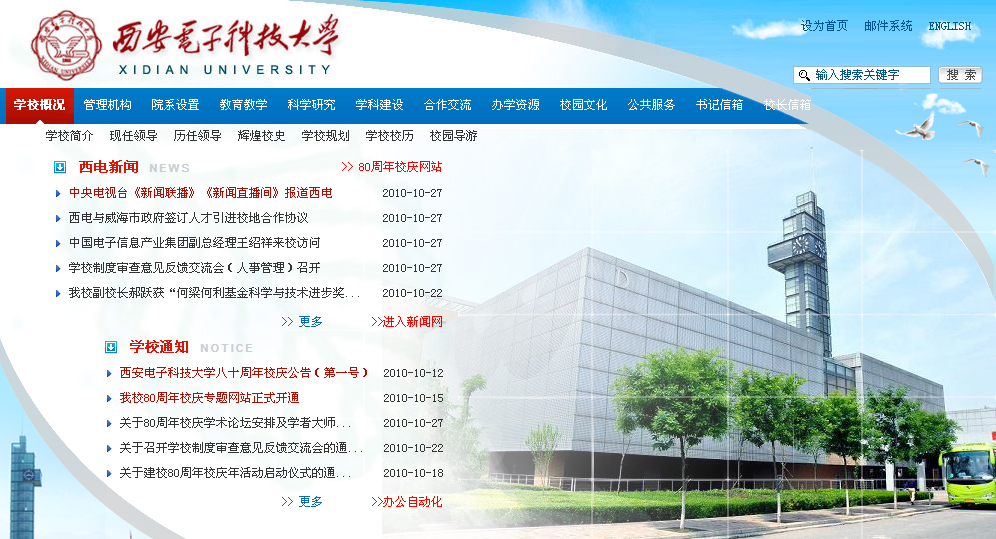 西安電子科技大学
XIDIAN UNIVERSITY
设为首页 邮件系统 ENGLISH
输入搜索关键字 搜 索
学校概况 管理机构 院系设置 教育教学 科学研究 学科建设 合作交流 办学资源 校园文化 公共服务 书记信箱 校长信箱
学校简介 现任领导 历任领导 辉煌校史 学校规划 学校校历 校园导游
西电新闻 NEWS >> 80周年校庆网站
中央电视台《新闻联播》《新闻直播间》报道西电 2010-10-27
西电与威海市政府签订人才引进校地合作协议 2010-10-27
中国电子信息产业集团副总经理王绍祥来校访问 2010-10-27
学校制度审查意见反馈交流会（人事管理）召开 2010-10-27
我校副校长郝跃获“何梁何利基金科学与技术进步奖... 2010-10-22
>> 更多 >>进入新闻网
学校通知 NOTICE
西安电子科技大学八十周年校庆公告（第一号） 2010-10-12
我校80周年校庆专题网站正式开通 2010-10-15
关于80周年校庆学术论坛安排及学者大师... 2010-10-27
关于召开学校制度审查意见反馈交流会的通... 2010-10-22
关于建校80周年校庆年活动启动仪式的通... 2010-10-18
>> 更多 >>办公自动化